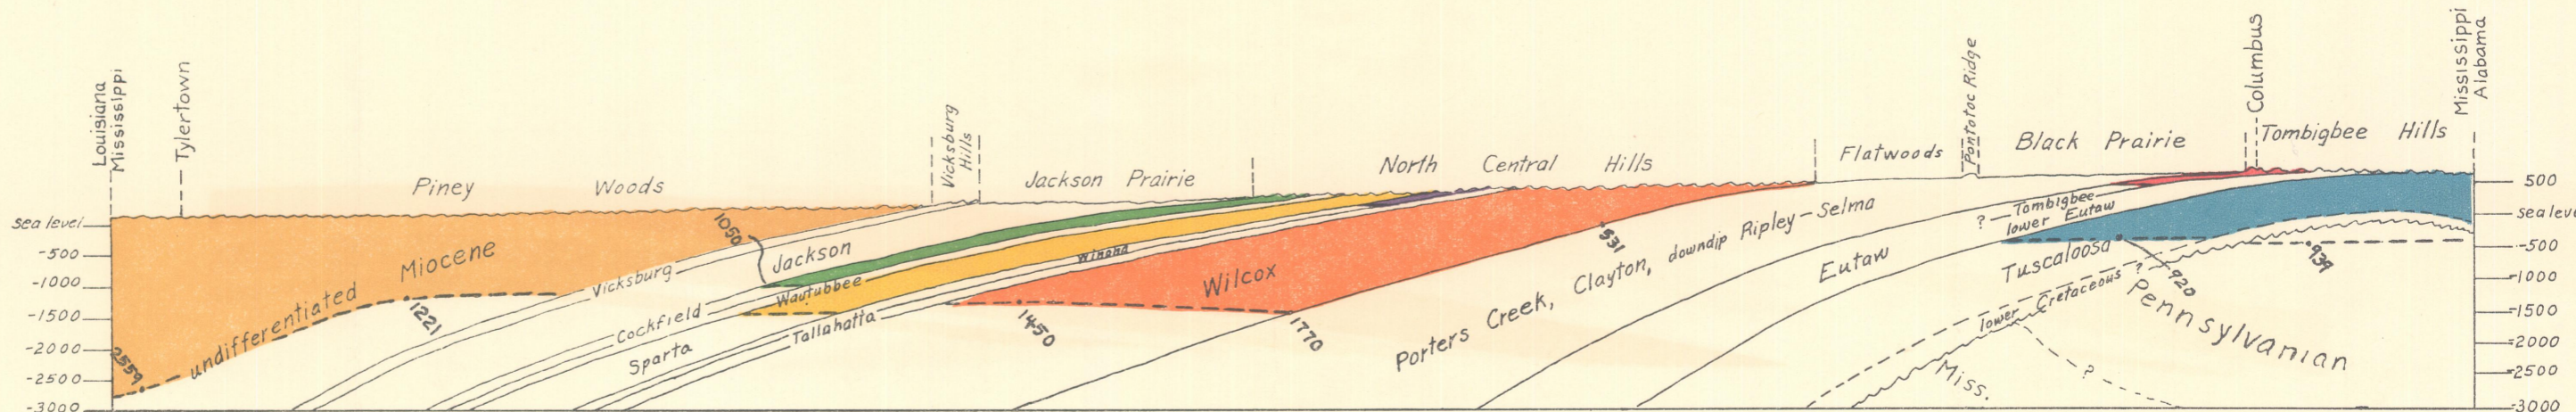 Louisiana
Mississippi
Tylertown
Vicksburg
Hills
Pontotoc Ridge
Columbus
Mississippi
Alabama
Piney Woods
Jackson Prairie
North Central Hills
Flatwoods
Black Prairie
Tombigbee Hills
sea level
-500
-1000
-1500
-2000
-2500
-3000
500
-500
-1000
-1500
-2000
-2500
-3000
undifferentiated Miocene
2559
1221
1050
Vicksburg
Jackson
Cockfield
Wautubbee
Sparta
Winona
Tallahatta
Wilcox
1450
1770
531
Porters Creek, Clayton, downdip Ripley-Selma
Eutaw
? Tombigbee
lower Eutaw
Tuscaloosa
920
939
lower Cretaceous ?
Pennsylvanian
Miss.
?